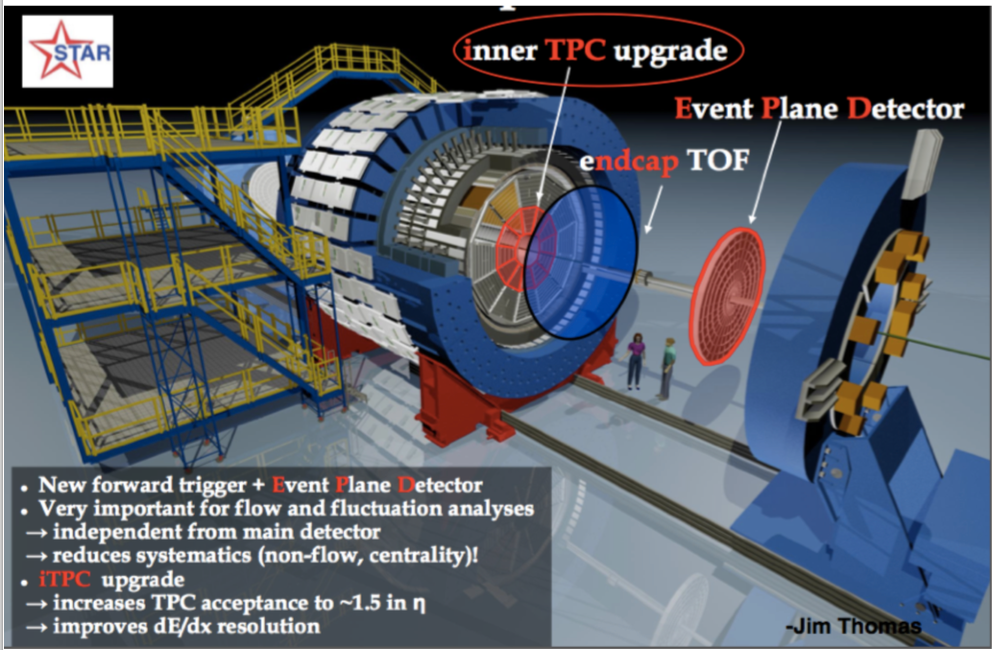 STAR
inner TPC upgrade
Event Plane Detector
endcap TOF
• New forward trigger + Event Plane Detector
• Very important for flow and fluctuation analyses
→ independent from main detector
→ reduces systematics (non-flow, centrality)!
• iTPC upgrade
→ increases TPC acceptance to ~1.5 in η
→ improves dE/dx resolution
-Jim Thomas